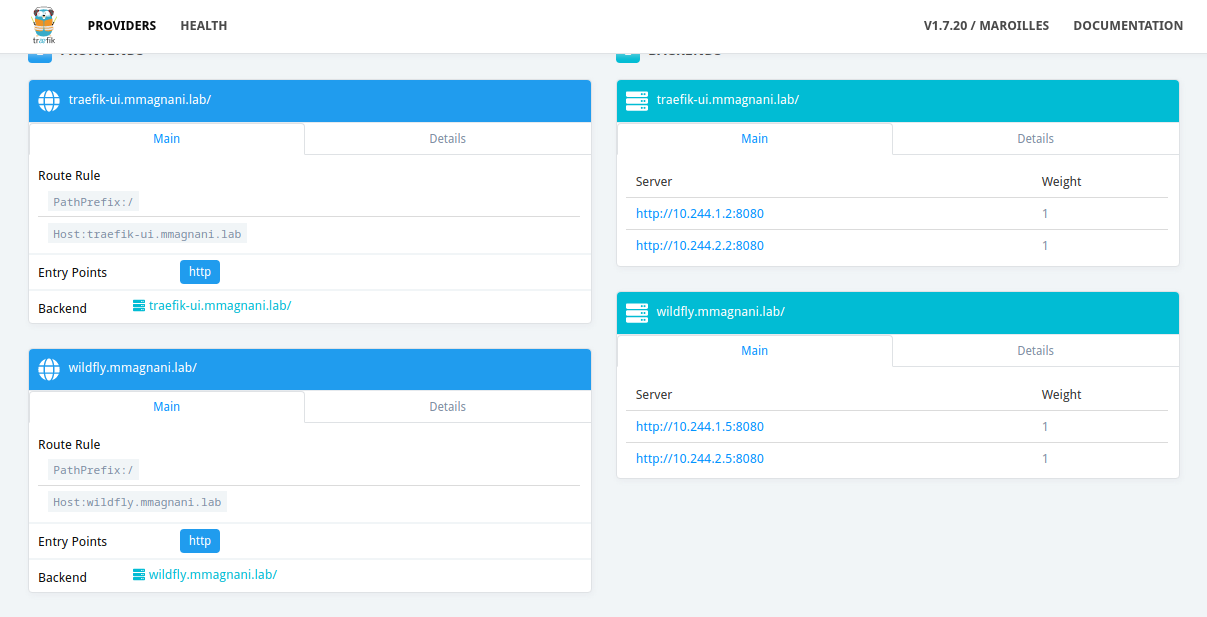 træfik
PROVIDERS
HEALTH
V1.7.20 / MAROILLES
DOCUMENTATION
FRONTENDS
BACKENDS
traefik-ui.mmagnani.lab/
Main
Details
Route Rule
PathPrefix:/
Host:traefik-ui.mmagnani.lab
Entry Points
http
Backend
traefik-ui.mmagnani.lab/
wildfly.mmagnani.lab/
Main
Details
Route Rule
PathPrefix:/
Host:wildfly.mmagnani.lab
Entry Points
http
Backend
wildfly.mmagnani.lab/
traefik-ui.mmagnani.lab/
Main
Details
Server Weight
http://10.244.1.2:8080 1
http://10.244.2.2:8080 1
wildfly.mmagnani.lab/
Main
Details
Server Weight
http://10.244.1.5:8080 1
http://10.244.2.5:8080 1